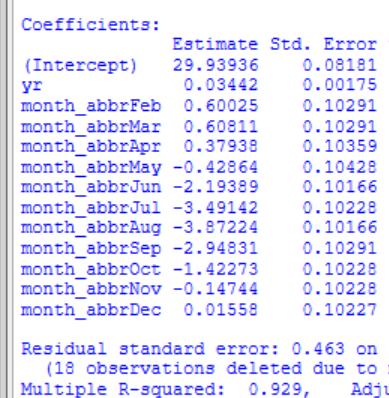 Coefficients:
Estimate Std. Error
(Intercept) 29.93936 0.08181
yr 0.03442 0.00175
month_abbrFeb 0.60025 0.10291
month_abbrMar 0.60811 0.10291
month_abbrApr 0.37938 0.10359
month_abbrMay -0.42864 0.10428
month_abbrJun -2.19389 0.10166
month_abbrJul -3.49142 0.10228
month_abbrAug -3.87224 0.10166
month_abbrSep -2.94831 0.10291
month_abbrOct -1.42273 0.10228
month_abbrNov -0.14744 0.10228
month_abbrDec 0.01558 0.10227
Residual standard error: 0.463 on
(18 observations deleted due to
Multiple R-squared: 0.929, Adj